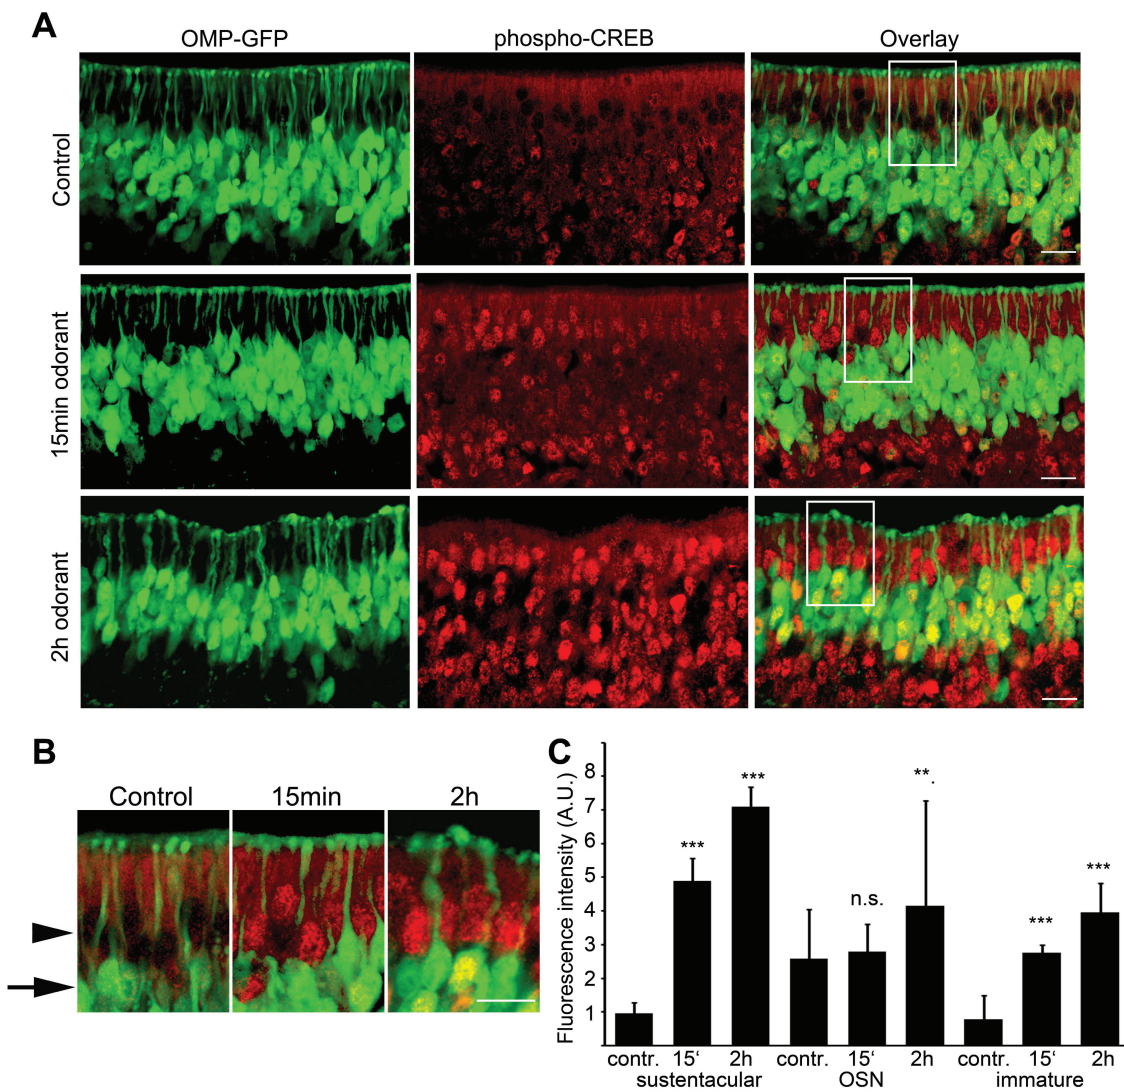 A
OMP-GFP phospho-CREB Overlay
Control
15min odorant
2h odorant
B
Control 15min 2h
C
Fluorescence intensity (A.U.)
8
7
6
5
4
3
2
1
*** *** n.s. **. *** ***
contr. 15‘ 2h contr. 15‘ 2h contr. 15‘ 2h
sustentacular OSN immature